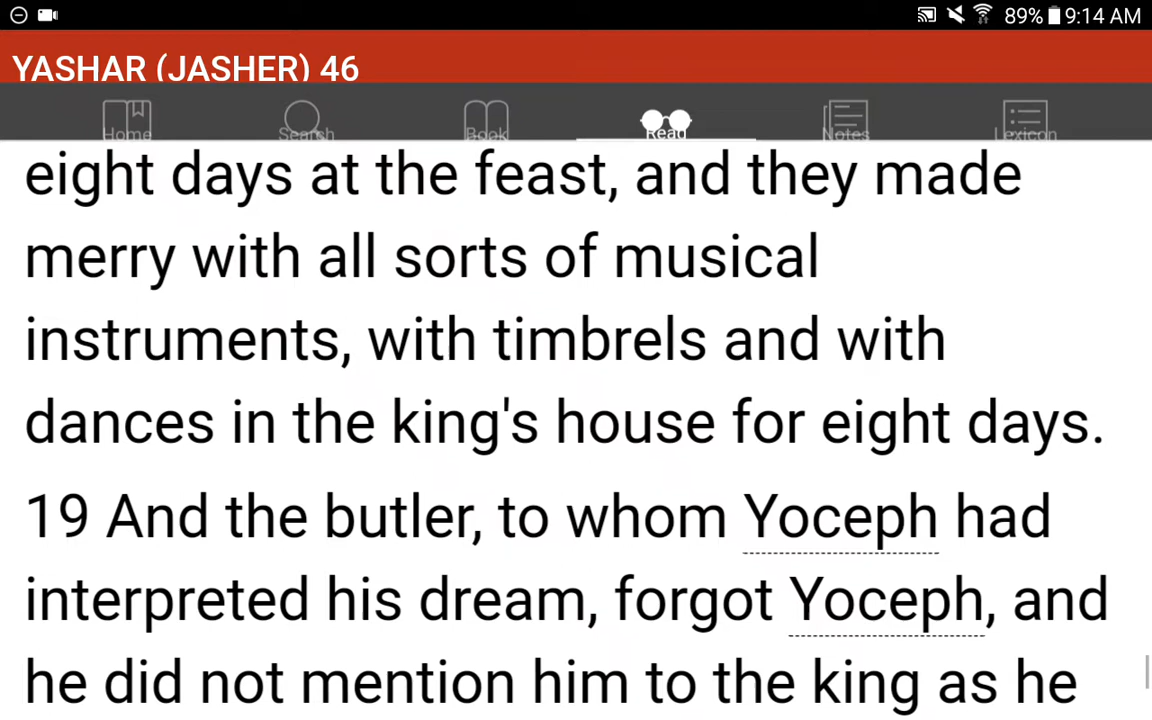 89% 9:14 AM
YASHAR (JASHER) 46
Home Search Book Read Notes Lexicon
eight days at the feast, and they made
merry with all sorts of musical
instruments, with timbrels and with
dances in the king's house for eight days.
19 And the butler, to whom Yoceph had
interpreted his dream, forgot Yoceph, and
he did not mention him to the king as he